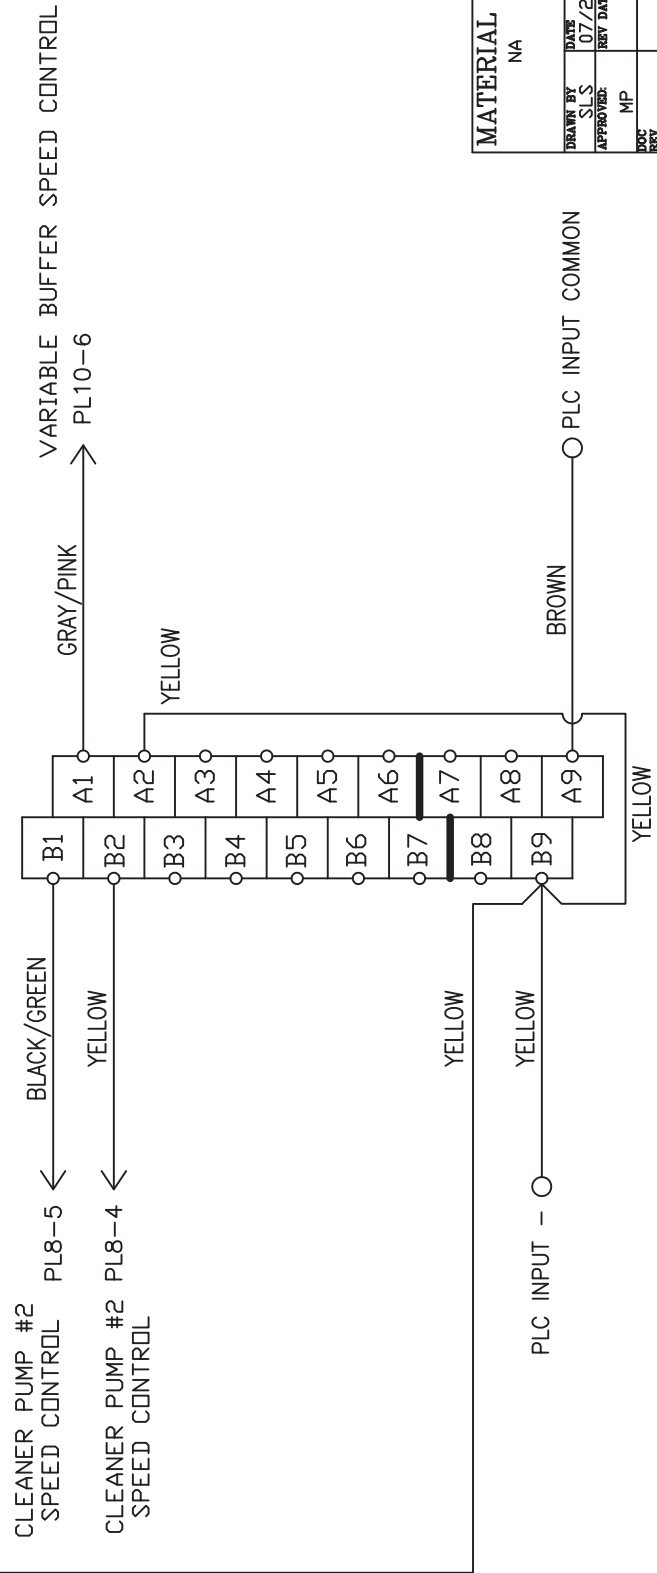 CLEANER PUMP #2
SPEED CONTROL
PL8-5
BLACK/GREEN
CLEANER PUMP #2
SPEED CONTROL
PL8-4
YELLOW
B1
B2
B3
B4
B5
B6
B7
B8
B9
A1
A2
A3
A4
A5
A6
A7
A8
A9
GRAY/PINK
VARIABLE BUFFER SPEED CONTROL
PL10-6
YELLOW
YELLOW
YELLOW
PLC INPUT -
YELLOW
BROWN
PLC INPUT COMMON
MATERIAL
NA
DRAWN BY
SLS
DATE
APPROVED:
MP
REV
DOC
REV